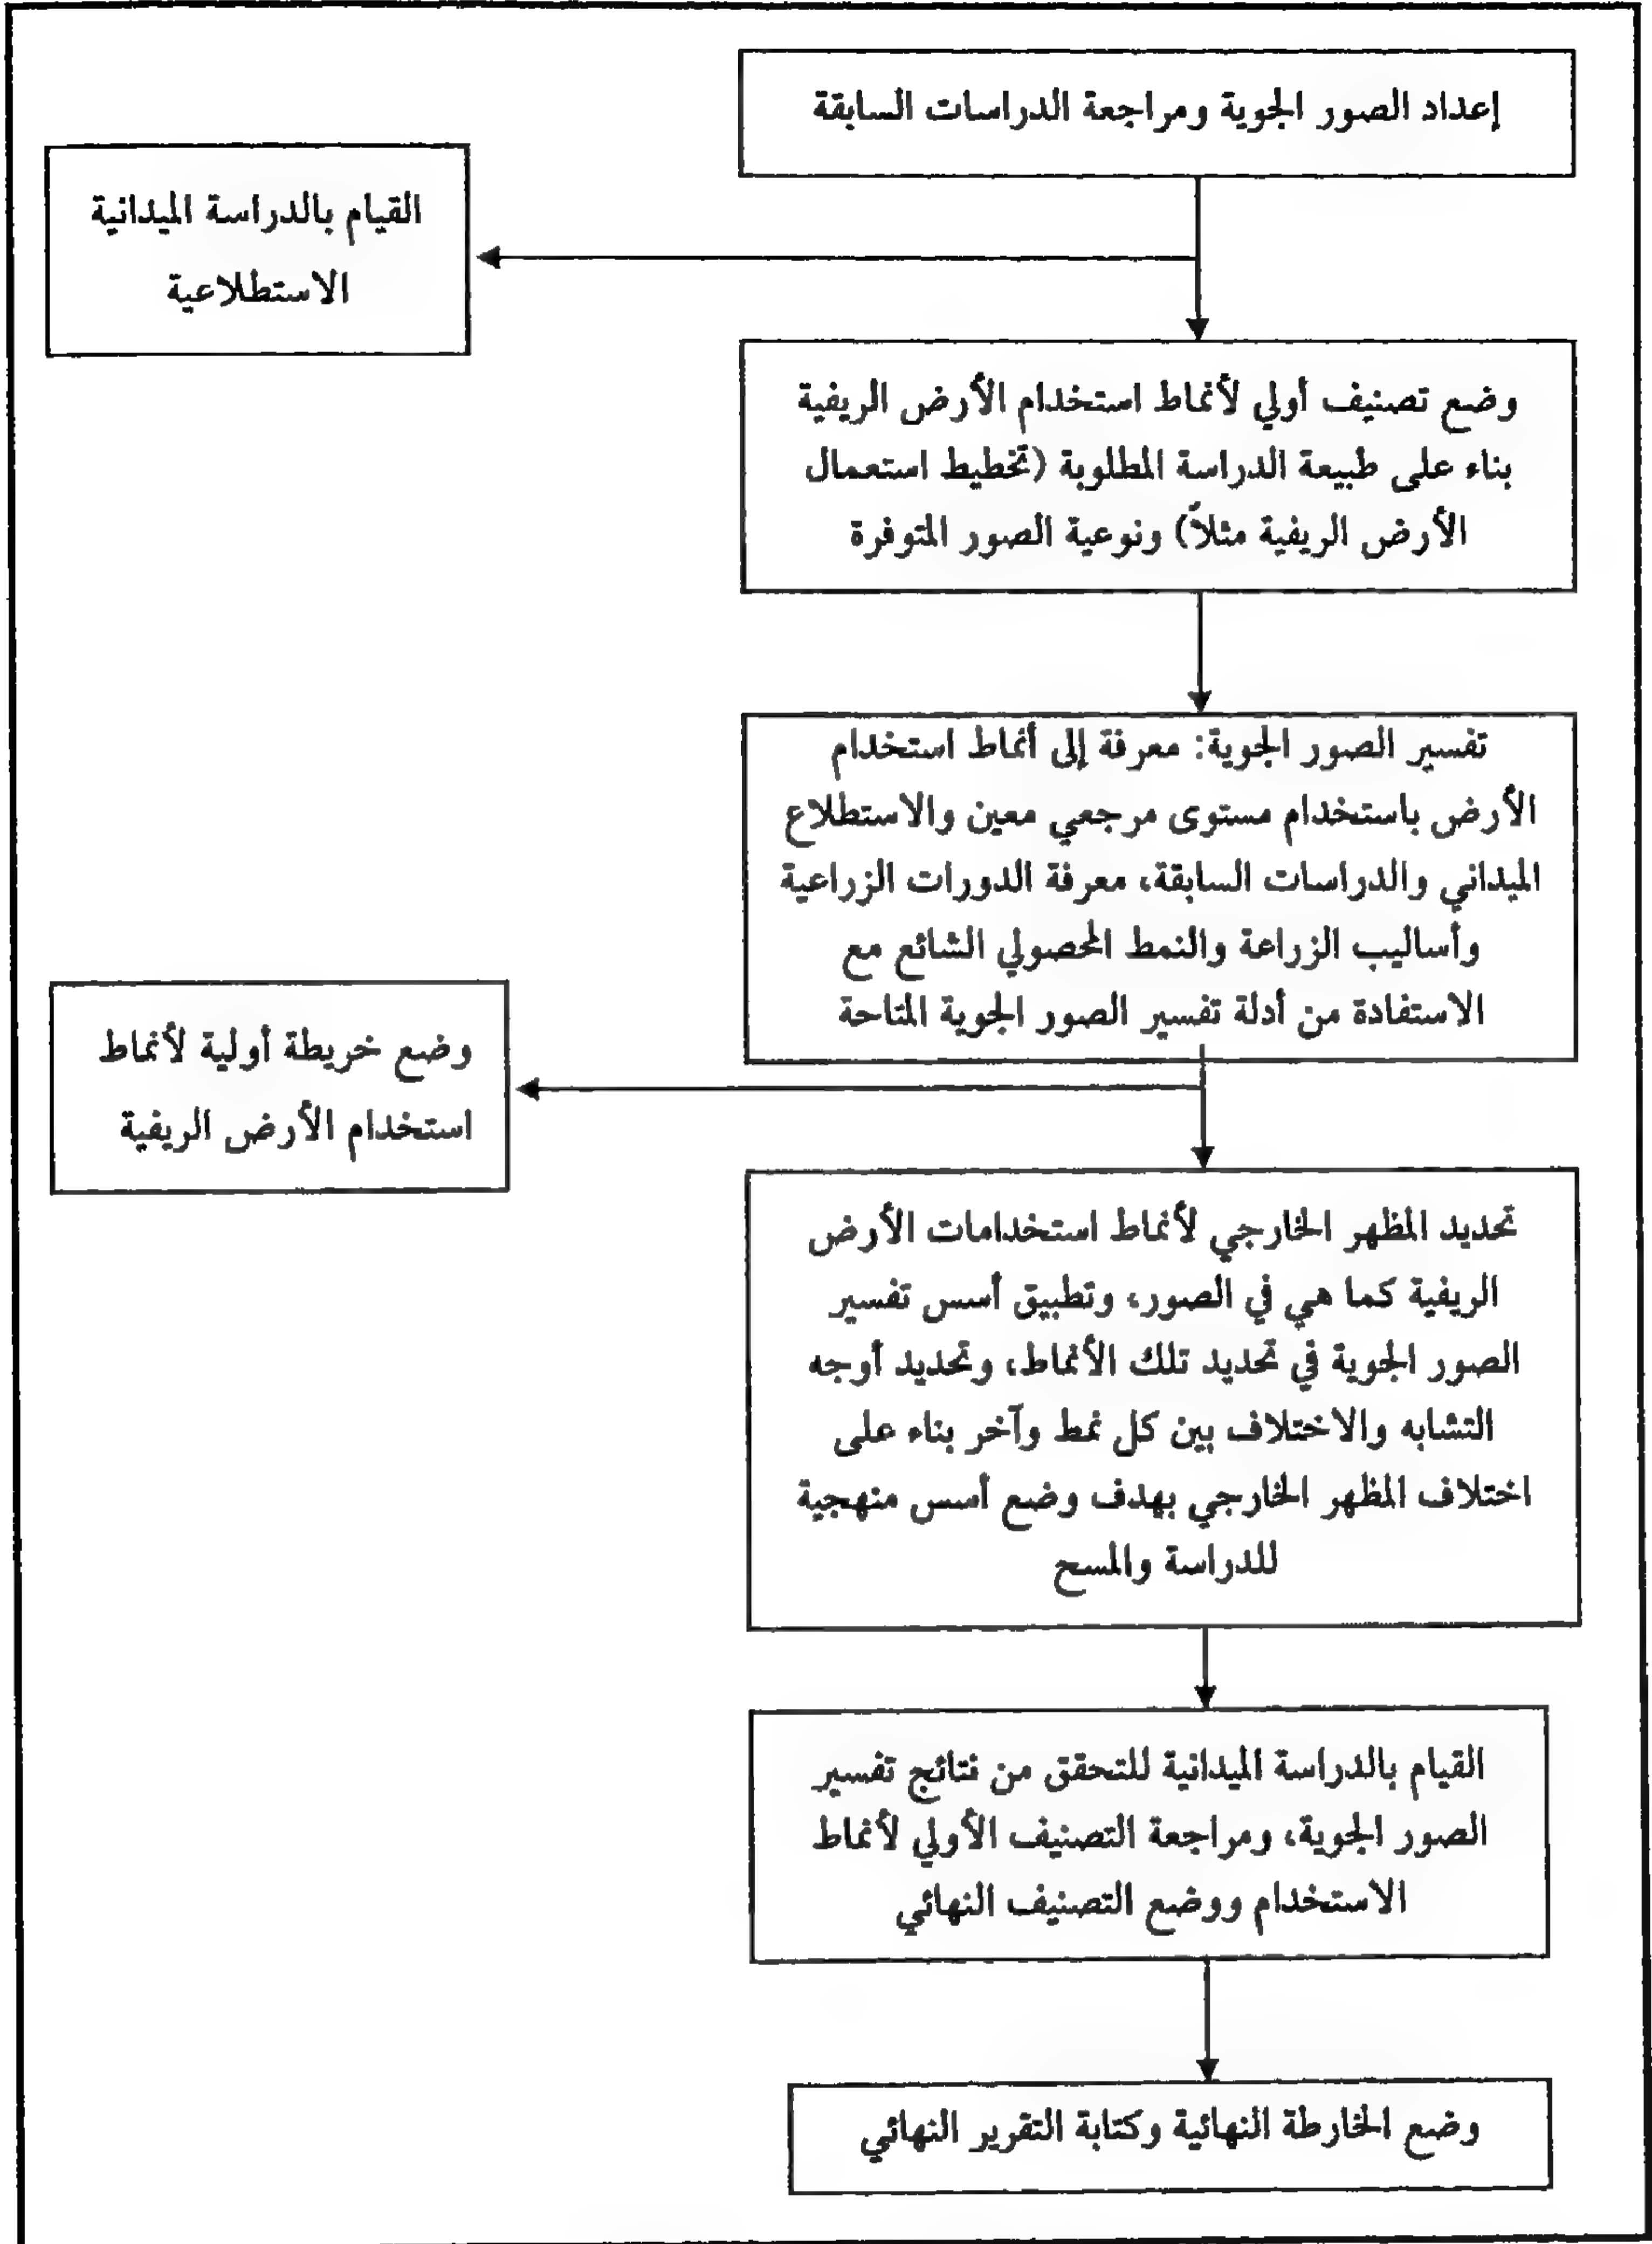 إعداد الصور الجوية ومراجعة الدراسات السابقة
القيام بالدراسة الميدانية
الاستطلاعية
وضع تصنيف أولي لأنماط استخدام الأرض الريفية
بناء على طبيعة الدراسة المطلوبة (تخطيط استعمال
الأرض الريفية مثلاً) ونوعية الصور المتوفرة
تفسير الصور الجوية: معرفة إلى أنماط استخدام
الأرض باستخدام مستوى مرجعي معين والاستطلاع
الميداني والدراسات السابقة، معرفة الدورات الزراعية
وأساليب الزراعة والنمط المحصولي الشائع مع
الاستفادة من أدلة تفسير الصور الجوية المتاحة
وضع خريطة أولية لأنماط
استخدام الأرض الريفية
تحديد المظهر الخارجي لأنماط استخدامات الأرض
الريفية كما هي في الصور، وتطبيق أسس تفسير
الصور الجوية في تحديد تلك الأنماط، وتحديد أوجه
التشابه والاختلاف بين كل نمط وآخر بناء على
اختلاف المظهر الخارجي بهدف وضع أسس منهجية
للدراسة والمسح
القيام بالدراسة الميدانية للتحقق من نتائج تفسير
الصور الجوية، ومراجعة التصنيف الأولي لأنماط
الاستخدام ووضع التصنيف النهائي
وضع الخارطة النهائية وكتابة التقرير النهائي